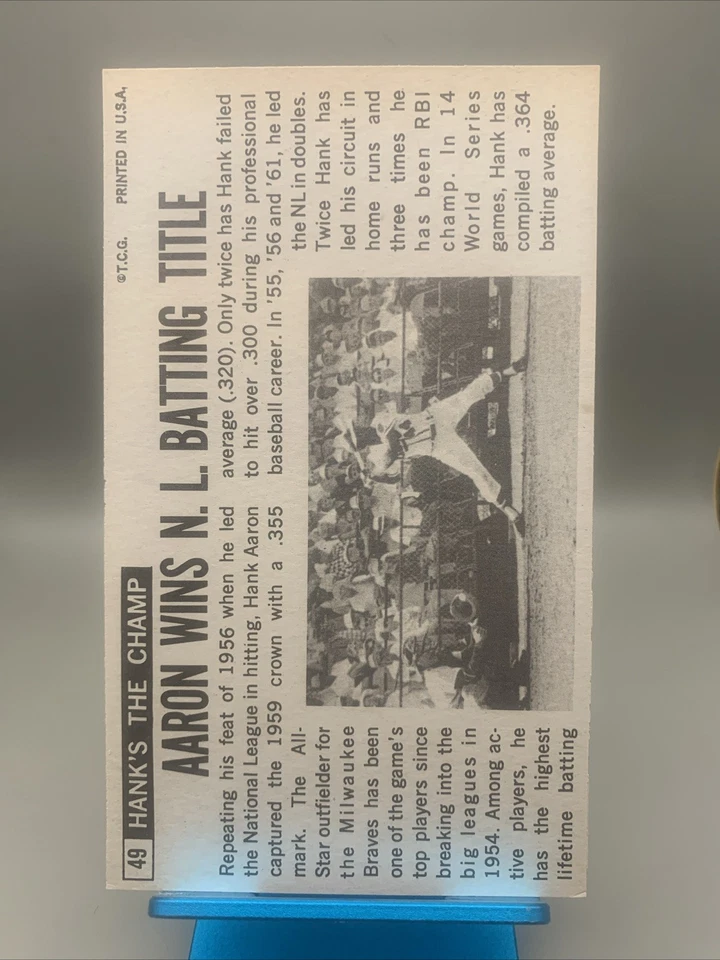 49 HANK'S THE CHAMP
©T.C.G. PRINTED IN U.S.A.
AARON WINS N. L. BATTING TITLE
Repeating his feat of 1956 when he led
the National League in hitting, Hank Aaron
captured the 1959 crown with a .355
mark. The All-
Star outfielder for
the Milwaukee
Braves has been
one of the game's
top players since
breaking into the
big leagues in
1954. Among ac-
tive players, he
has the highest
lifetime batting
average (.320). Only twice has Hank failed
to hit over .300 during his professional
baseball career. In '55, '56 and '61, he led
the NL in doubles.
Twice Hank has
led his circuit in
home runs and
three times he
has been RBI
champ. In 14
World Series
games, Hank has
compiled a .364
batting average.